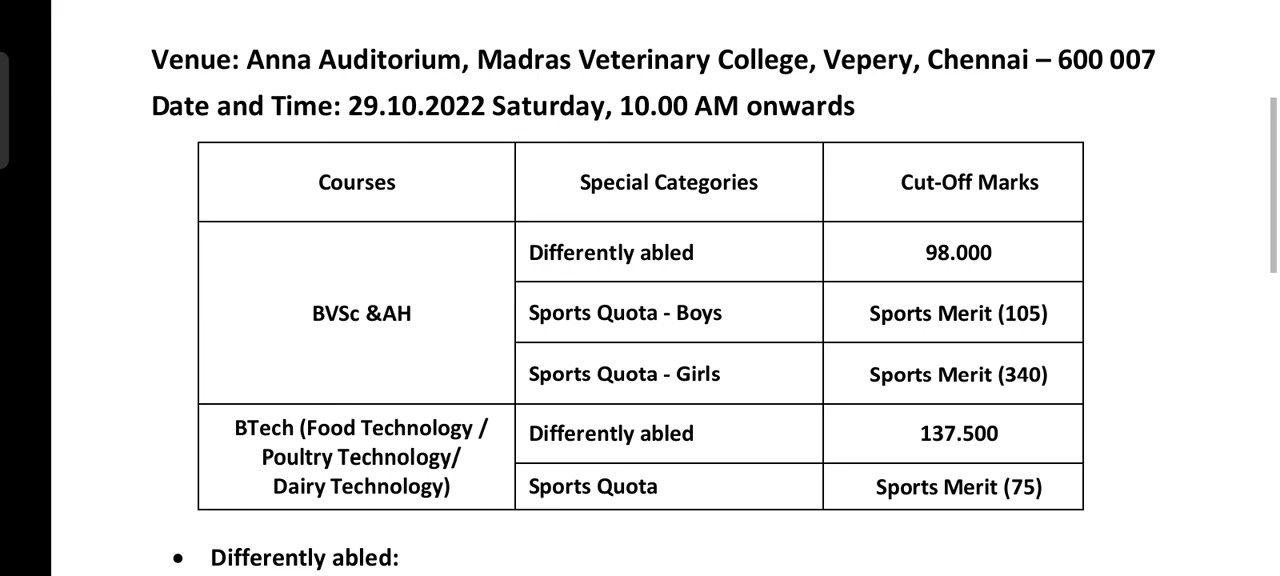 Venue: Anna Auditorium, Madras Veterinary College, Vepery, Chennai – 600 007
Date and Time: 29.10.2022 Saturday, 10.00 AM onwards
Courses Special Categories Cut-Off Marks
BVSc &AH
Differently abled 98.000
Sports Quota - Boys Sports Merit (105)
Sports Quota - Girls Sports Merit (340)
BTech (Food Technology /
Poultry Technology/
Dairy Technology)
Differently abled 137.500
Sports Quota Sports Merit (75)
• Differently abled: